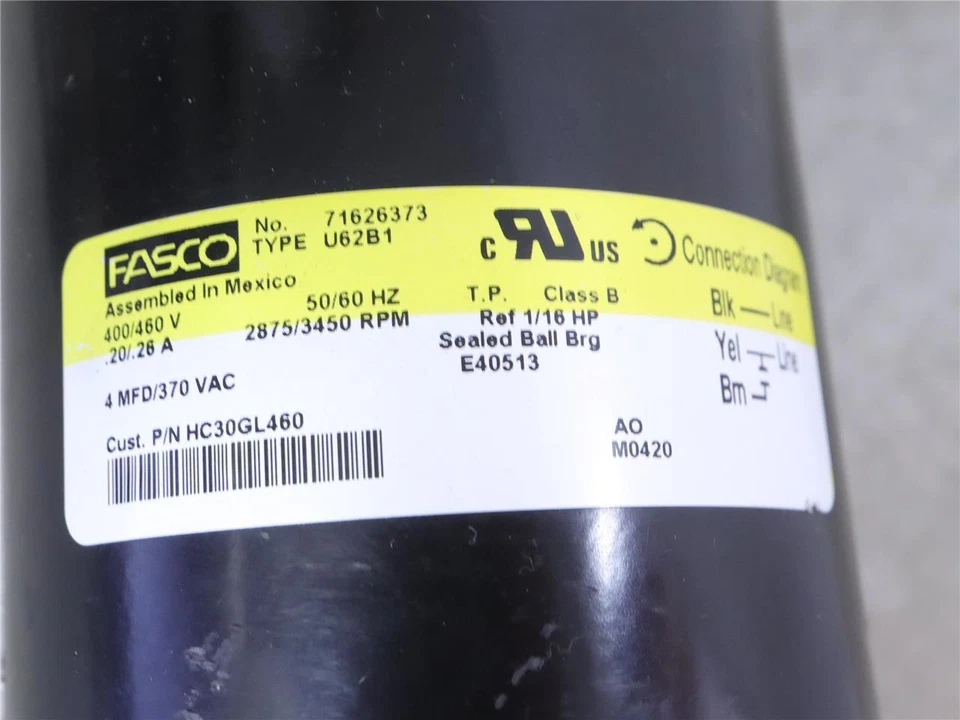 FASCO
No. 71626373
TYPE U62B1
Assembled In Mexico
400/460 V 50/60 HZ
.20/.26 A 2875/3450 RPM
4 MFD/370 VAC
Cust. P/N HC30GL460
C RU US
T.P. Class B
Ref 1/16 HP
Sealed Ball Brg
E40513
AO
M0420
Connection Diagram
Blk Line
Yel Line
Brn